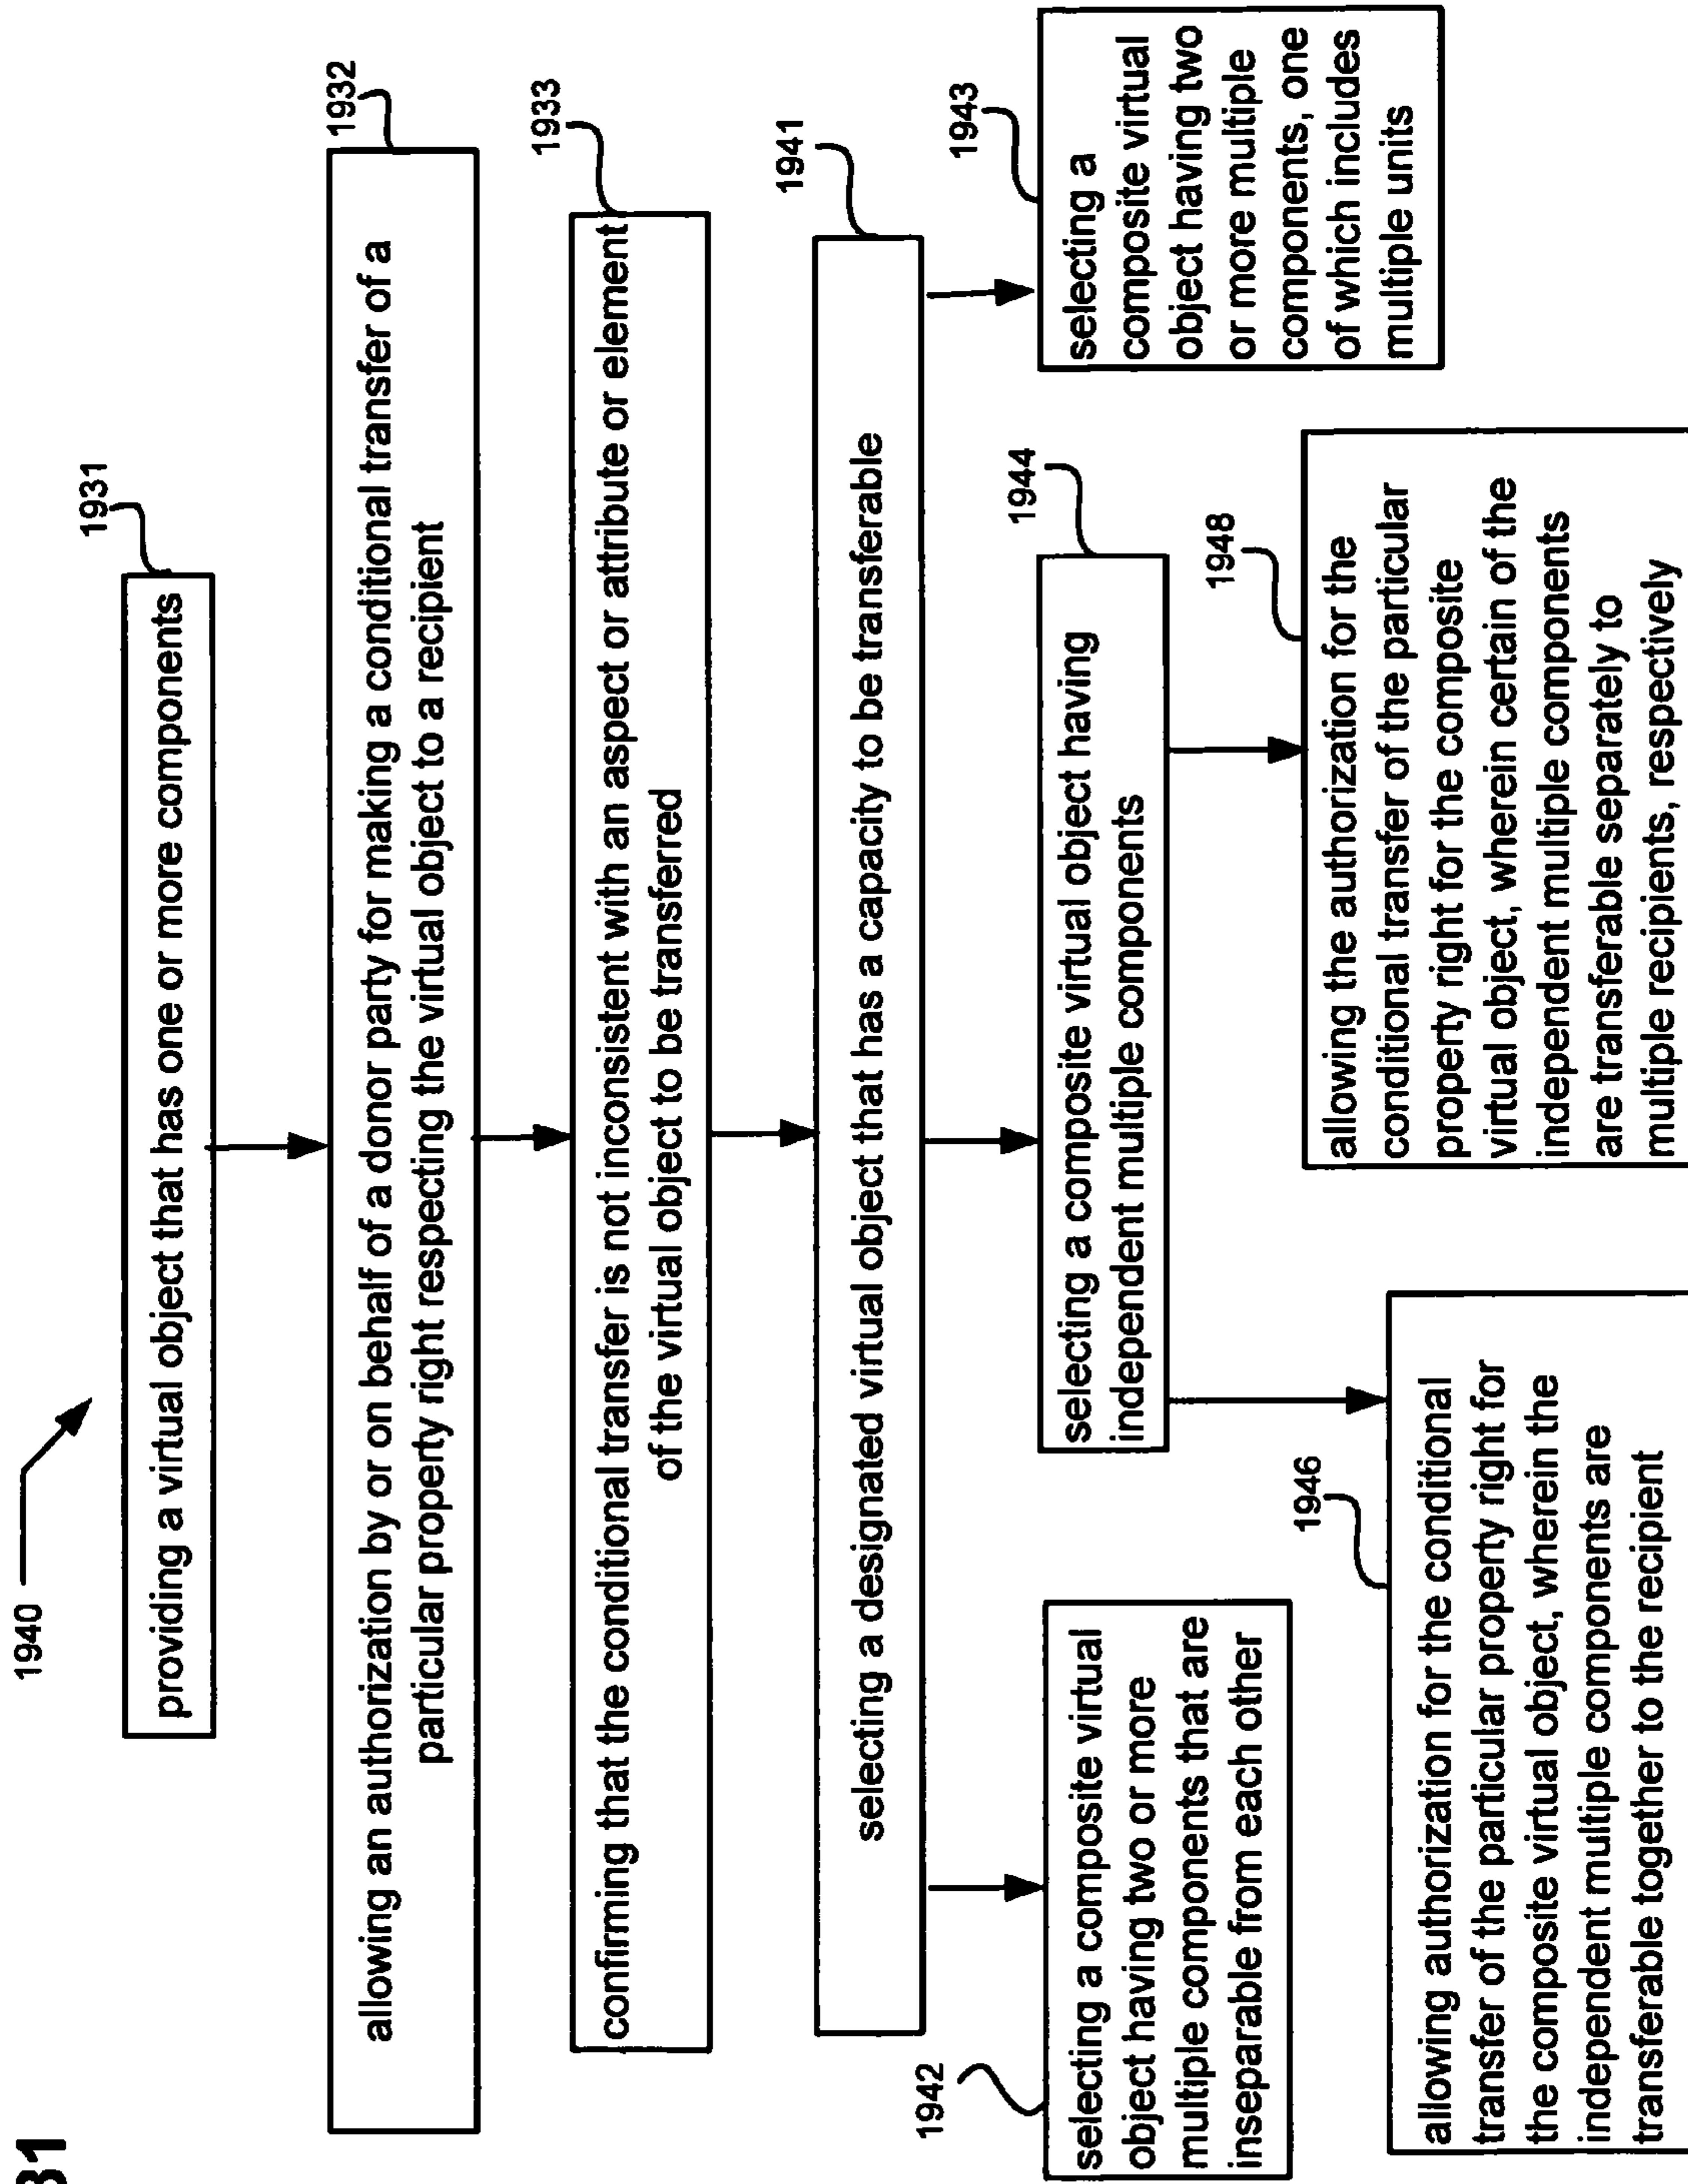 31
1940
1931
providing a virtual object that has one or more components
1932
allowing an authorization by or on behalf of a donor party for making a conditional transfer of a
particular property right respecting the virtual object to a recipient
1933
confirming that the conditional transfer is not inconsistent with an aspect or attribute or element
of the virtual object to be transferred
1941
selecting a designated virtual object that has a capacity to be transferable
1942
selecting a composite virtual
object having two or more
multiple components that are
inseparable from each other
1944
selecting a composite virtual object having
independent multiple components
1943
selecting a
composite virtual
object having two
or more multiple
components, one
of which includes
multiple units
1946
allowing authorization for the conditional
transfer of the particular property right for
the composite virtual object, wherein the
independent multiple components are
transferable together to the recipient
1948
allowing the authorization for the
conditional transfer of the particular
property right for the composite
virtual object, wherein certain of the
independent multiple components
are transferable separately to
multiple recipients, respectively